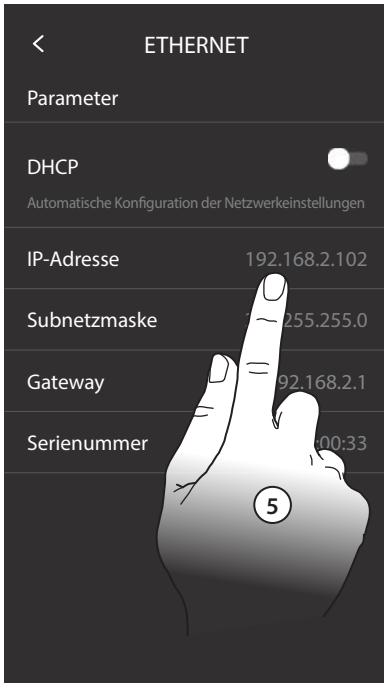 ETHERNET
Parameter
DHCP
Automatische Konfiguration der Netzwerkeinstellungen
IP-Adresse 192.168.2.102
Subnetzmaske 255.255.0
Gateway 92.168.2.1
Serienummer :00:33
5